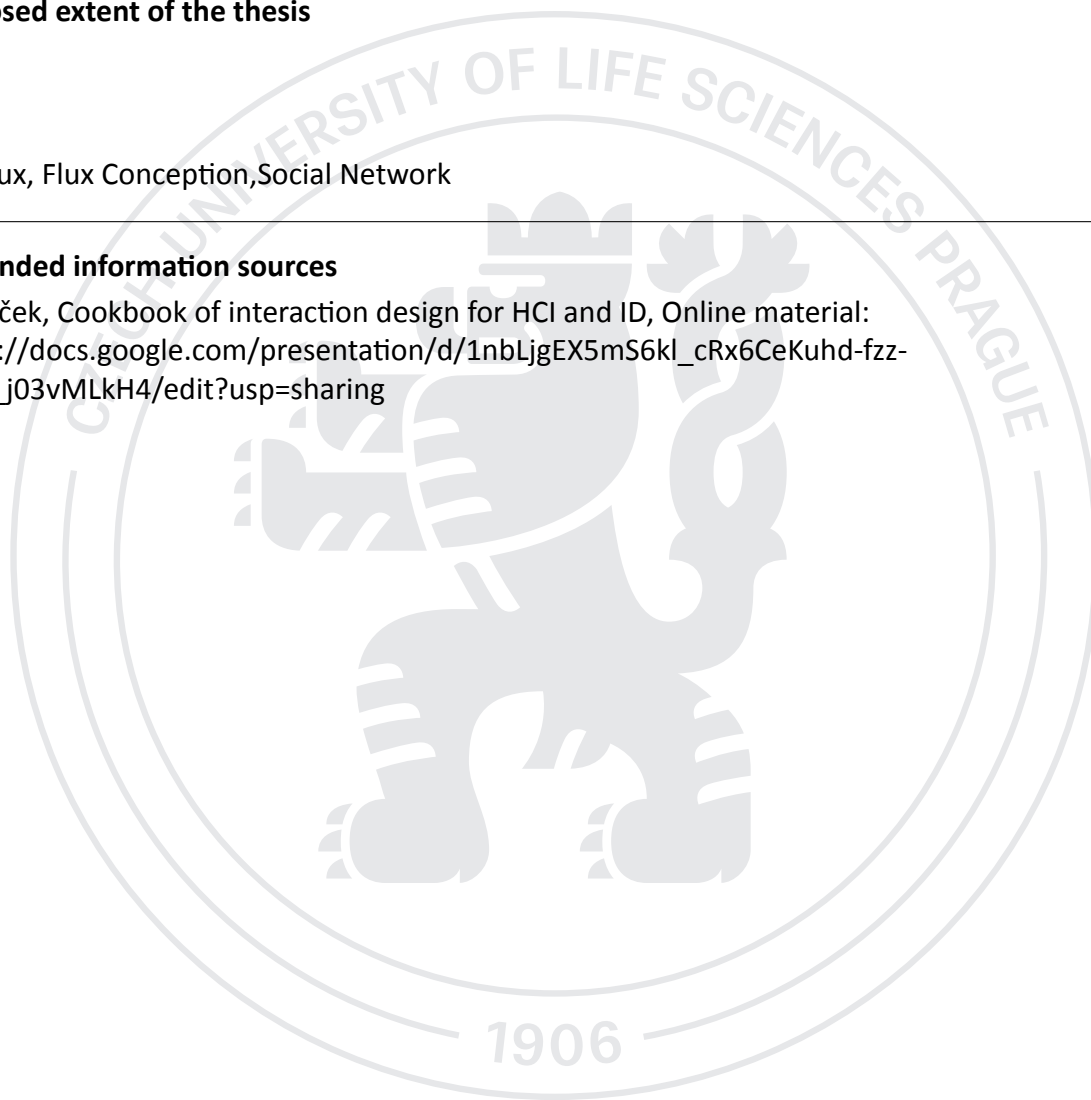 osed extent of the thesis
CZECH UNIVERSITY OF LIFE SCIENCES PRAGUE
ux, Flux Conception,Social Network
nded information sources
ček, Cookbook of interaction design for HCI and ID, Online material:
://docs.google.com/presentation/d/1nbLjgEX5mS6kl_cRx6CeKuhd-fzz-
_j03vMLkH4/edit?usp=sharing
1906